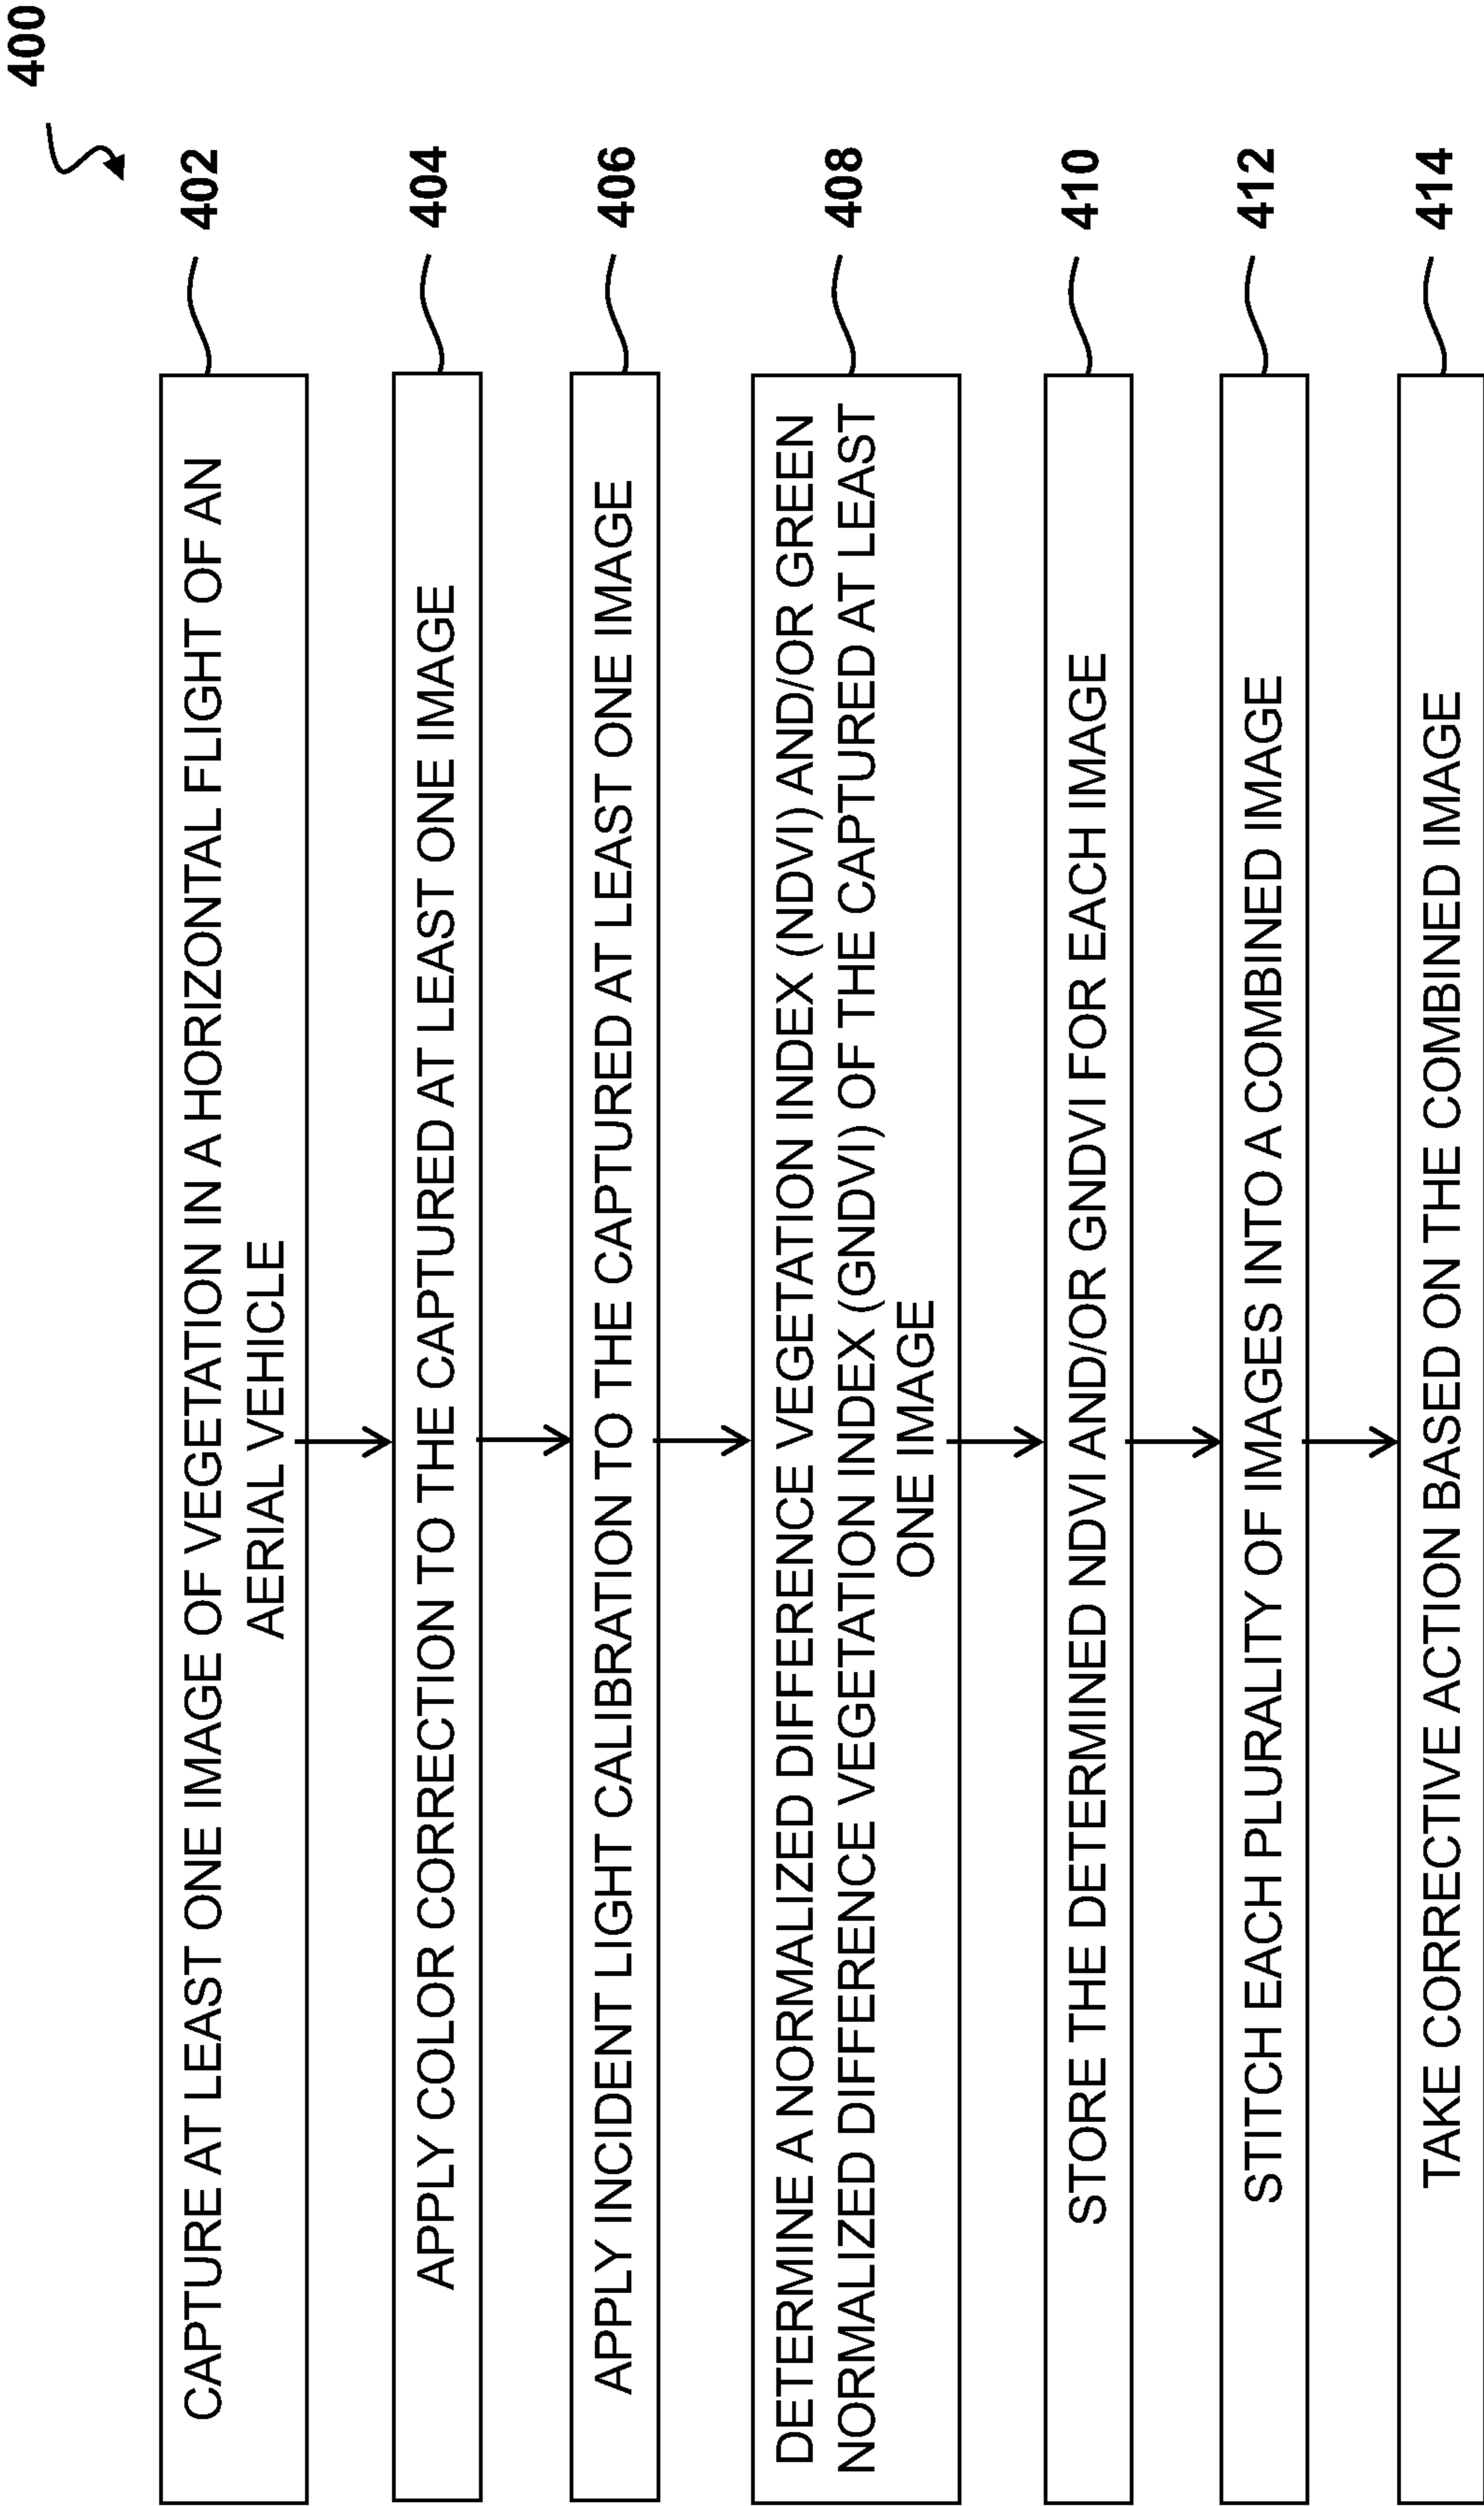 400
CAPTURE AT LEAST ONE IMAGE OF VEGETATION IN A HORIZONTAL FLIGHT OF AN
AERIAL VEHICLE
402
APPLY COLOR CORRECTION TO THE CAPTURED AT LEAST ONE IMAGE
404
APPLY INCIDENT LIGHT CALIBRATION TO THE CAPTURED AT LEAST ONE IMAGE
406
DETERMINE A NORMALIZED DIFFERENCE VEGETATION INDEX (NDVI) AND/OR GREEN
NORMALIZED DIFFERENCE VEGETATION INDEX (GNDVI) OF THE CAPTURED AT LEAST
ONE IMAGE
408
STORE THE DETERMINED NDVI AND/OR GNDVI FOR EACH IMAGE
410
STITCH EACH PLURALITY OF IMAGES INTO A COMBINED IMAGE
412
TAKE CORRECTIVE ACTION BASED ON THE COMBINED IMAGE
414